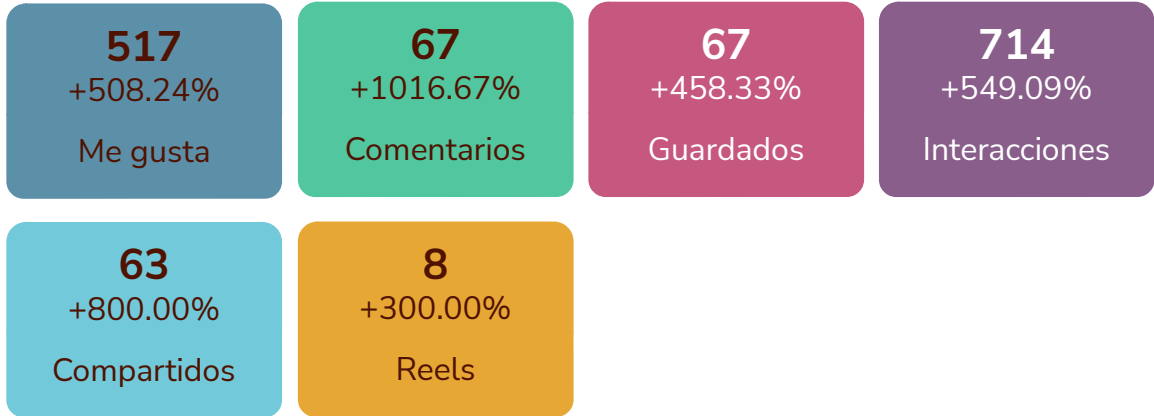 517
+508.24%
Me gusta
67
+1016.67%
Comentarios
67
+458.33%
Guardados
714
+549.09%
Interacciones
63
+800.00%
Compartidos
8
+300.00%
Reels